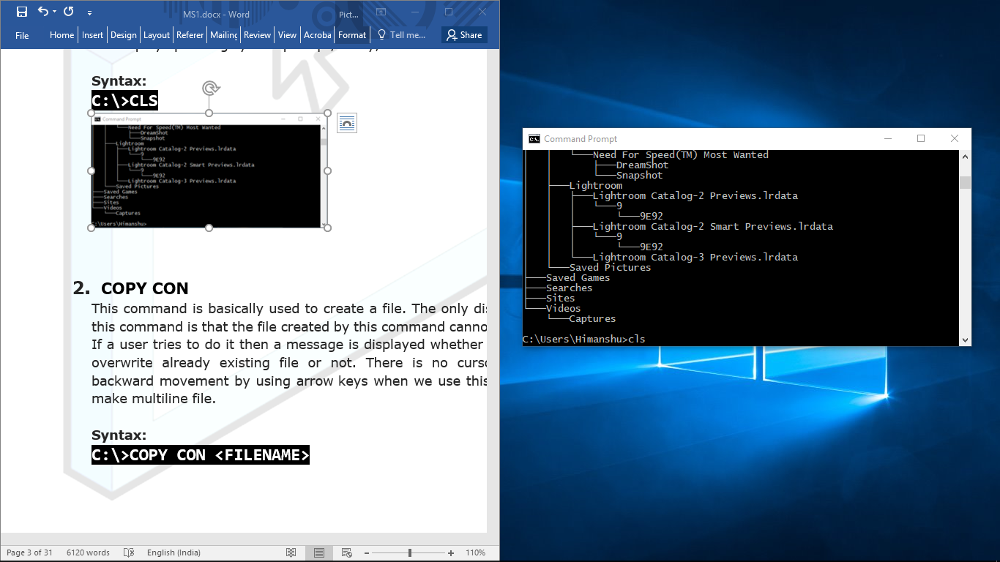 MS1.docx - Word
Pict...
File
Home
Insert
Design
Layout
Referer
Mailing
Review
View
Acroba
Format
Tell me...
Share
Syntax:
C:\>CLS
Command Prompt
Need For Speed(TM) Most Wanted
DreamShot
Snapshot
Lightroom
Lightroom Catalog-2 Previews.lrdata
9
9E92
Lightroom Catalog-2 Smart Previews.lrdata
9
9E92
Lightroom Catalog-3 Previews.lrdata
Saved Pictures
Saved Games
Searches
Sites
Videos
Captures
C:\Users\Himanshu>
2. COPY CON
This command is basically used to create a file. The only dis
this command is that the file created by this command canno
If a user tries to do it then a message is displayed whether
overwrite already existing file or not. There is no curso
backward movement by using arrow keys when we use this
make multiline file.
Syntax:
C:\>COPY CON <FILENAME>
Page 3 of 31
6120 words
English (India)
110%
Command Prompt
Need For Speed(TM) Most Wanted
DreamShot
Snapshot
Lightroom
Lightroom Catalog-2 Previews.lrdata
9
9E92
Lightroom Catalog-2 Smart Previews.lrdata
9
9E92
Lightroom Catalog-3 Previews.lrdata
Saved Pictures
Saved Games
Searches
Sites
Videos
Captures
C:\Users\Himanshu>cls